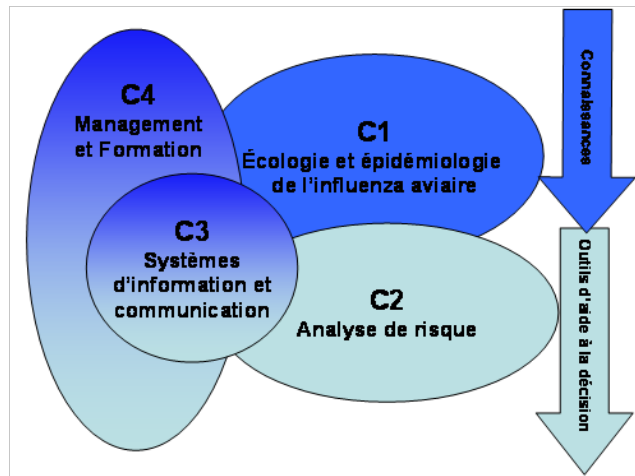 C4
Management
et Formation
C1
Écologie et épidémiologie
de l'influenza aviaire
C3
Systèmes
d'information et
communication
C2
Analyse de risque
Connaissances
Outils d'aide à la décision